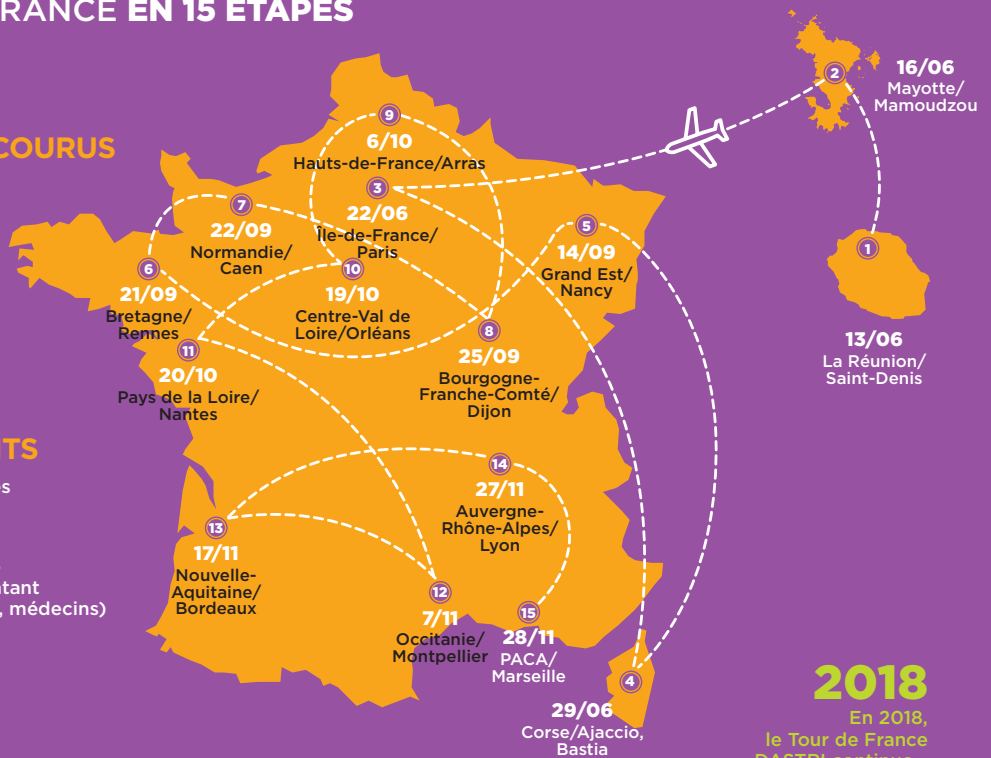 RANCE EN 15 ÉTAPES
COURUS
TS
s
tant
, médecins)
2
16/06
Mayotte/
Mamoudzou
1
13/06
La Réunion/
Saint-Denis
9
6/10
Hauts-de-France/Arras
3
22/06
Île-de-France/
Paris
7
22/09
Normandie/
Caen
5
14/09
Grand Est/
Nancy
6
21/09
Bretagne/
Rennes
10
19/10
Centre-Val de
Loire/Orléans
8
25/09
Bourgogne-
Franche-Comté/
Dijon
11
20/10
Pays de la Loire/
Nantes
14
27/11
Auvergne-
Rhône-Alpes/
Lyon
13
17/11
Nouvelle-
Aquitaine/
Bordeaux
12
7/11
Occitanie/
Montpellier
15
28/11
PACA/
Marseille
4
29/06
Corse/Ajaccio,
Bastia
2018
En 2018,
le Tour de France
DASTRI continue